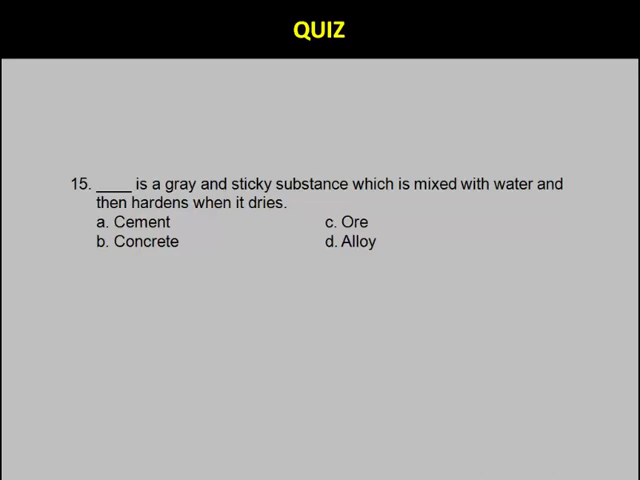 QUIZ
15. ____ is a gray and sticky substance which is mixed with water and
then hardens when it dries.
a. Cement c. Ore
b. Concrete d. Alloy